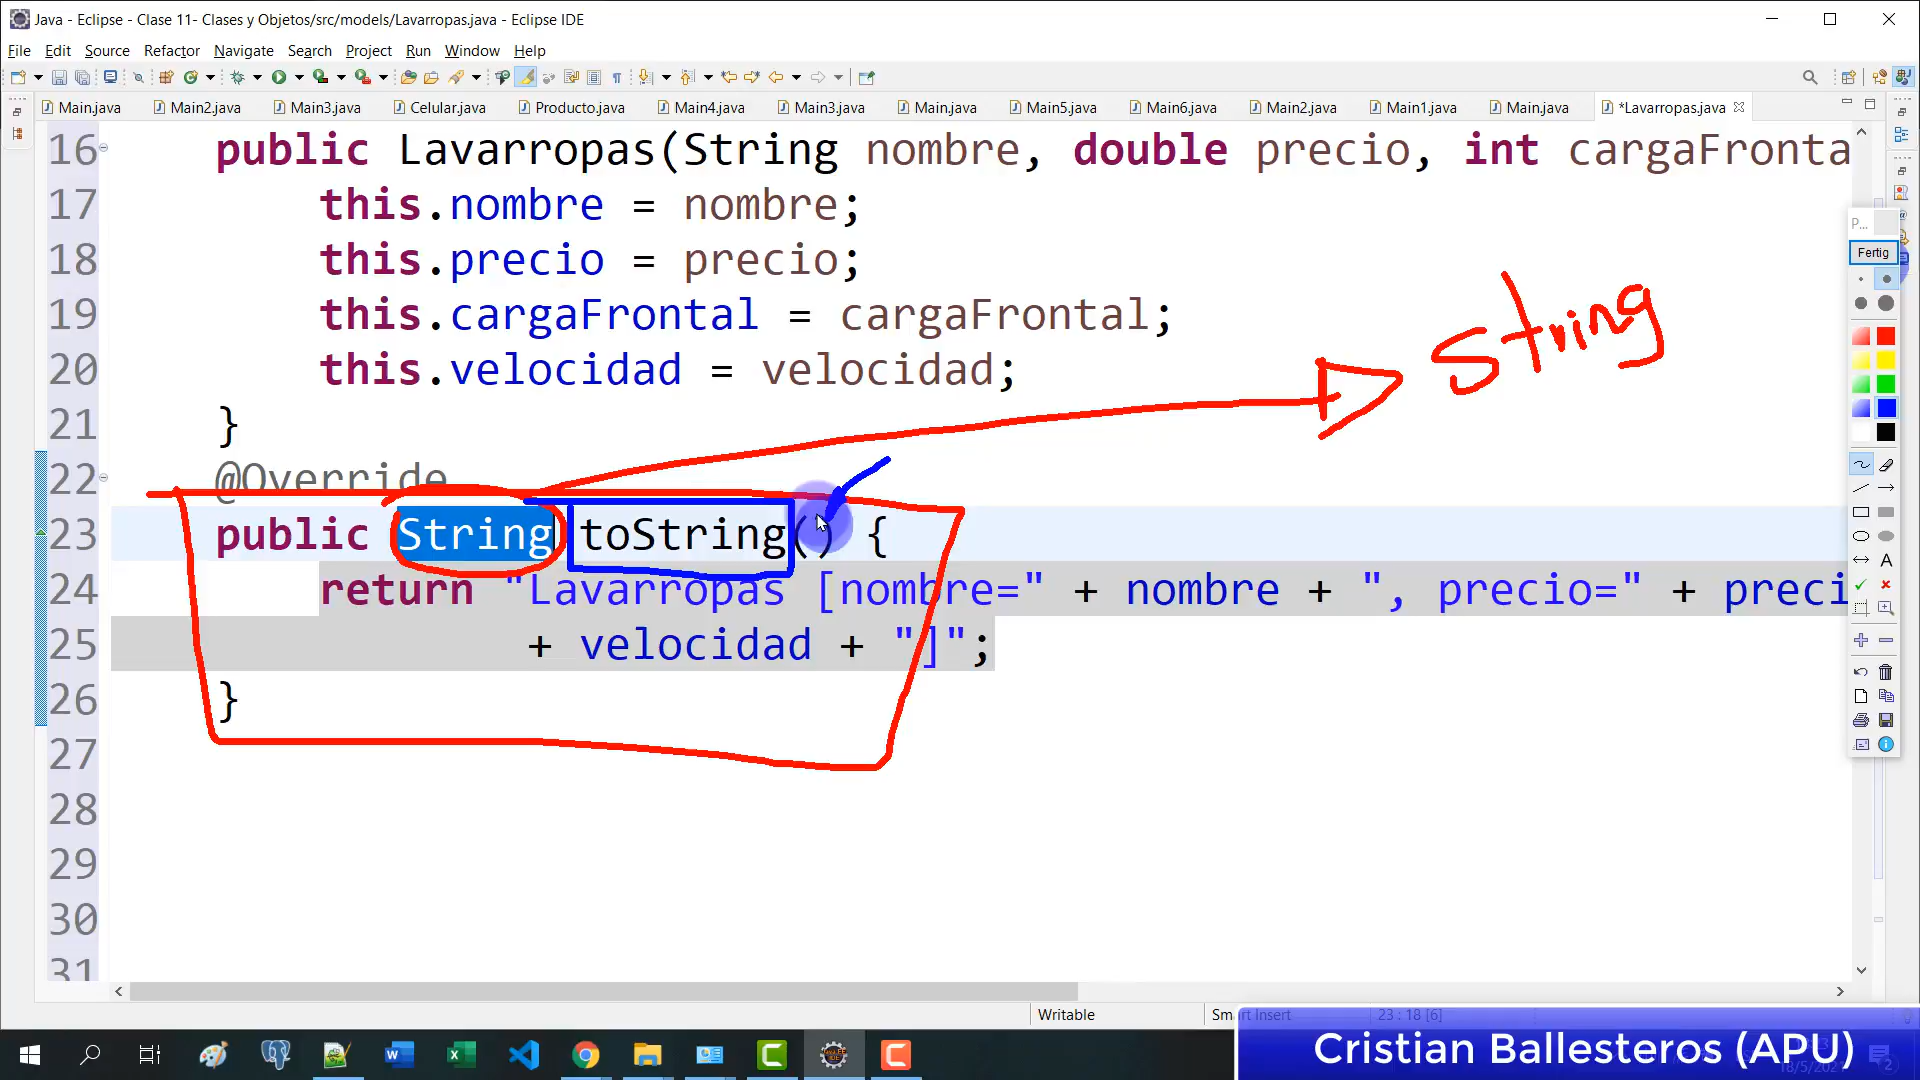 Java - Eclipse - Clase 11- Clases y Objetos/src/models/Lavarropas.java - Eclipse IDE
File Edit Source Refactor Navigate Search Project Run Window Help
Main.java Main2.java Main3.java Celular.java Producto.java Main4.java Main3.java Main.java Main5.java Main6.java Main2.java Main1.java Main.java *Lavarropas.java
16 public Lavarropas(String nombre, double precio, int cargaFronta
17 this.nombre = nombre;
18 this.precio = precio;
19 this.cargaFrontal = cargaFrontal;
20 this.velocidad = velocidad;
21 }
22 @Override
23 public String toString() {
24 return "Lavarropas [nombre=" + nombre + ", precio=" + preci
25 + velocidad + "]";
26 }
27
28
29
30
31
String
P...
Fertig
A
Writable
Smart Insert
23 : 18 [6]
Cristian Ballesteros (APU)